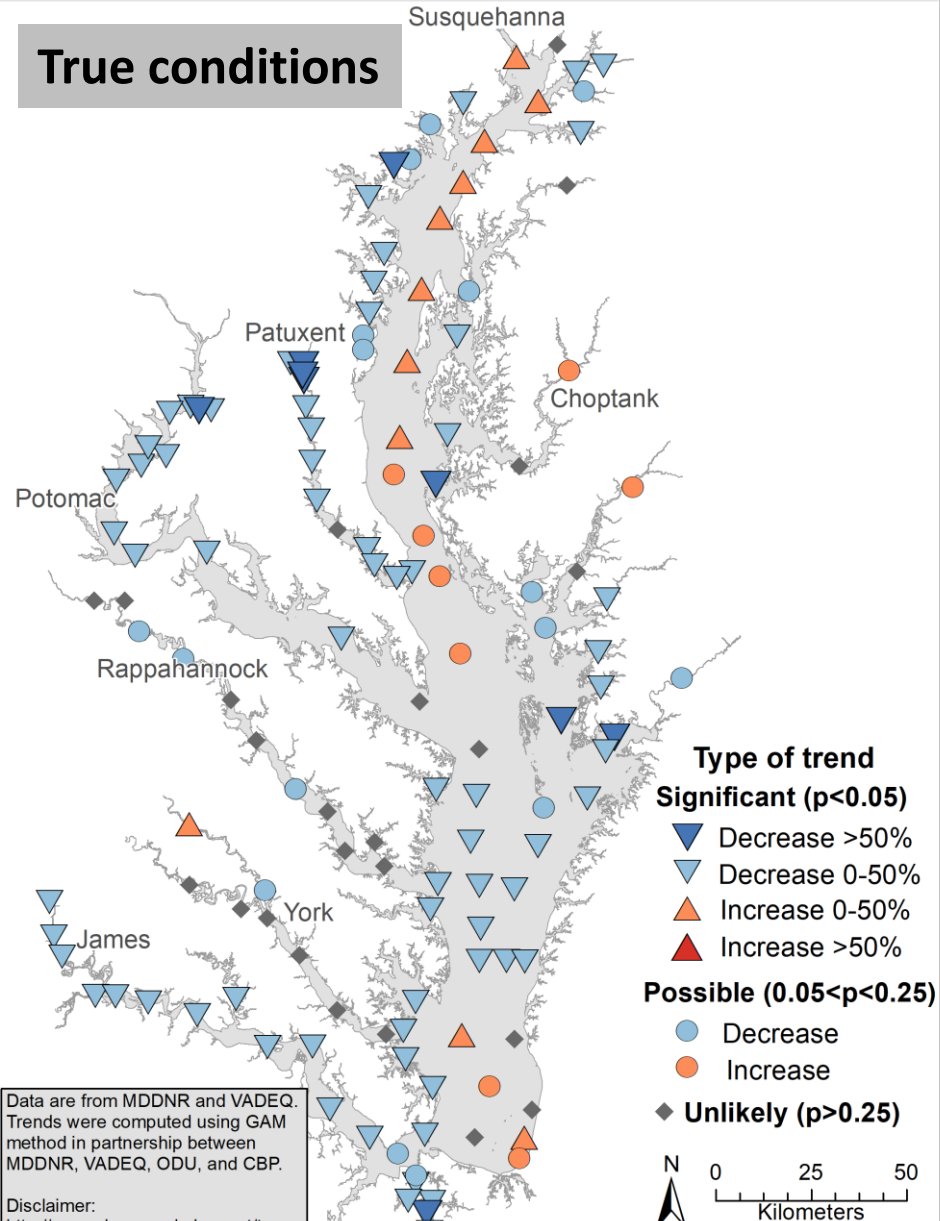 Susquehanna
True conditions
Patuxent
Choptank
Potomac
Rappahannock
York
James
Type of trend
Significant (p<0.05)
Decrease >50%
Decrease 0-50%
Increase 0-50%
Increase >50%
Possible (0.05<p<0.25)
Decrease
Increase
Unlikely (p>0.25)
N
0 25 50
Kilometers
Data are from MDDNR and VADEQ.
Trends were computed using GAM
method in partnership between
MDDNR, VADEQ, ODU, and CBP.
Disclaimer: